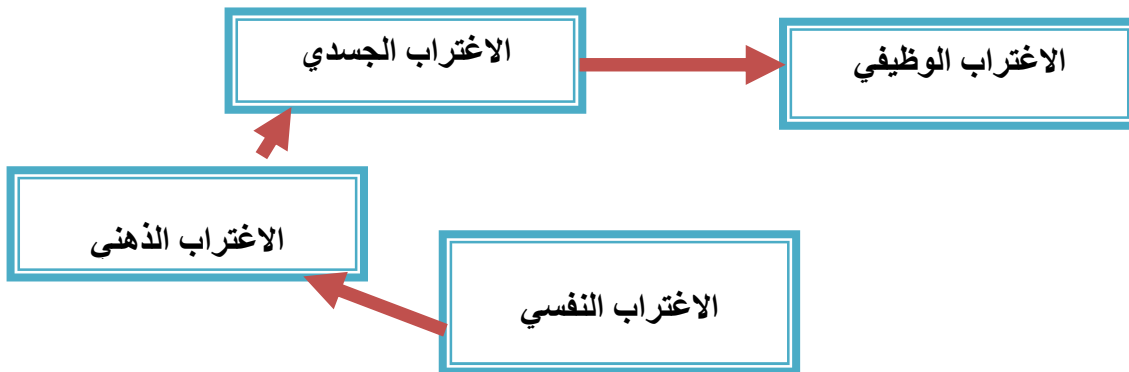 الاغتراب الوظيفي
الاغتراب الجسدي
الاغتراب الذهني
الاغتراب النفسي